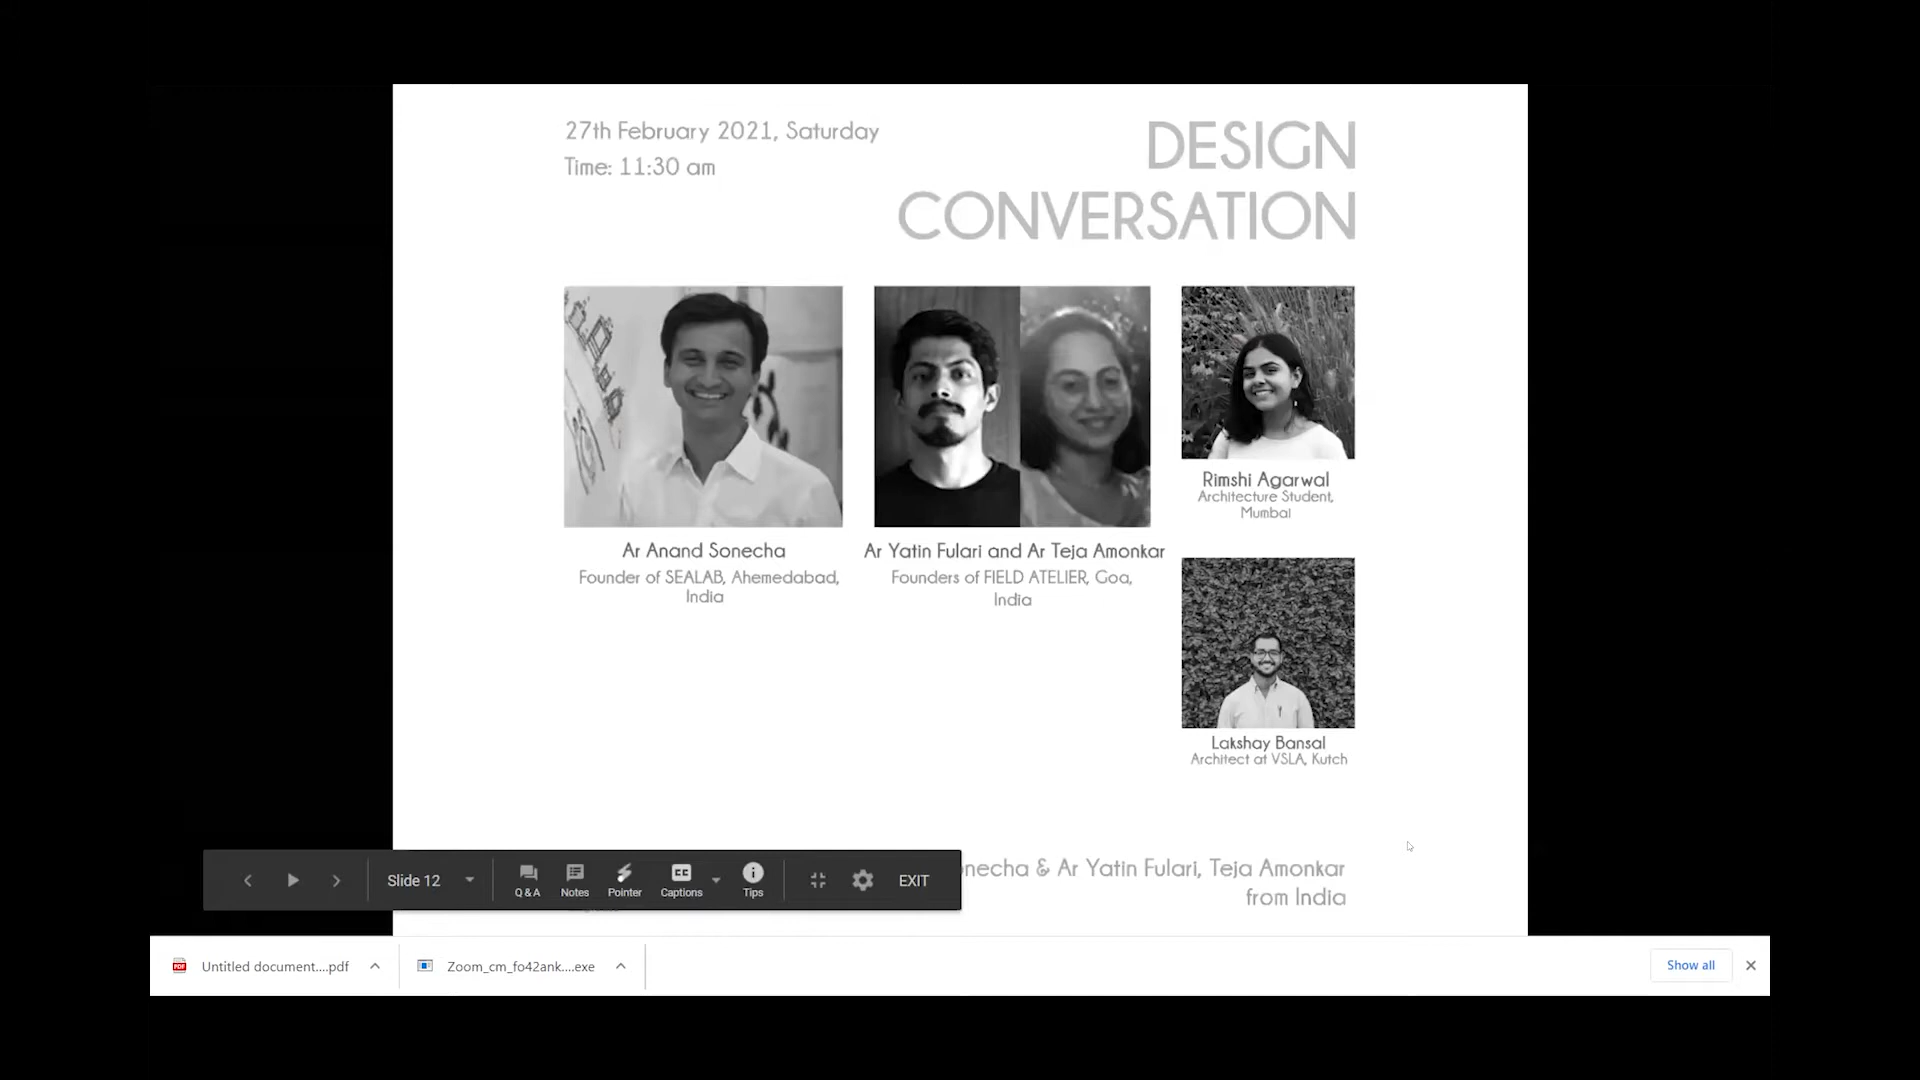 27th February 2021, Saturday
Time: 11:30 am
DESIGN
CONVERSATION
Ar Anand Sonecha
Founder of SEALAB, Ahemedabad,
India
Ar Yatin Fulari and Ar Teja Amonkar
Founders of FIELD ATELIER, Goa,
India
Rimshi Agarwal
Architecture Student,
Mumbai
Lakshay Bansal
Architect at VSLA, Kutch
necha & Ar Yatin Fulari, Teja Amonkar
from India
Slide 12
Q & A
Notes
Pointer
CC
Captions
Tips
EXIT
PDF
Untitled document....pdf
Zoom_cm_fo42ank....exe
Show all